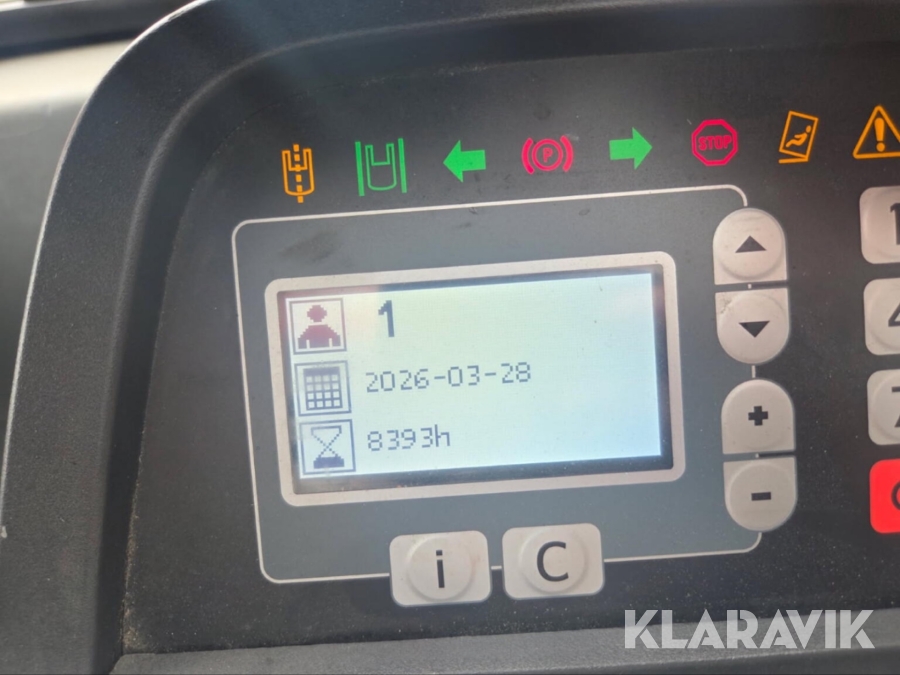 P
STOP
1
2026-03-28
8393h
+
-
i
C
KLARAVIK